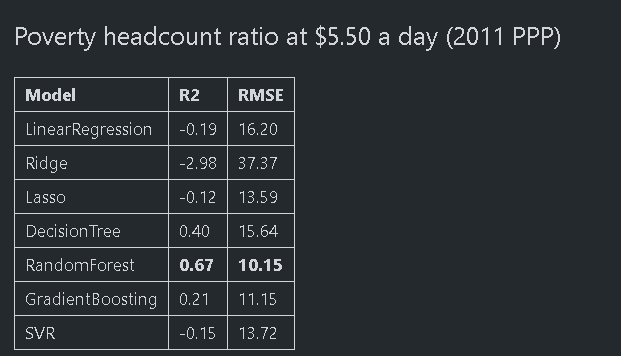 Poverty headcount ratio at $5.50 a day (2011 PPP)
Model R2 RMSE
LinearRegression -0.19 16.20
Ridge -2.98 37.37
Lasso -0.12 13.59
DecisionTree 0.40 15.64
RandomForest 0.67 10.15
GradientBoosting 0.21 11.15
SVR -0.15 13.72